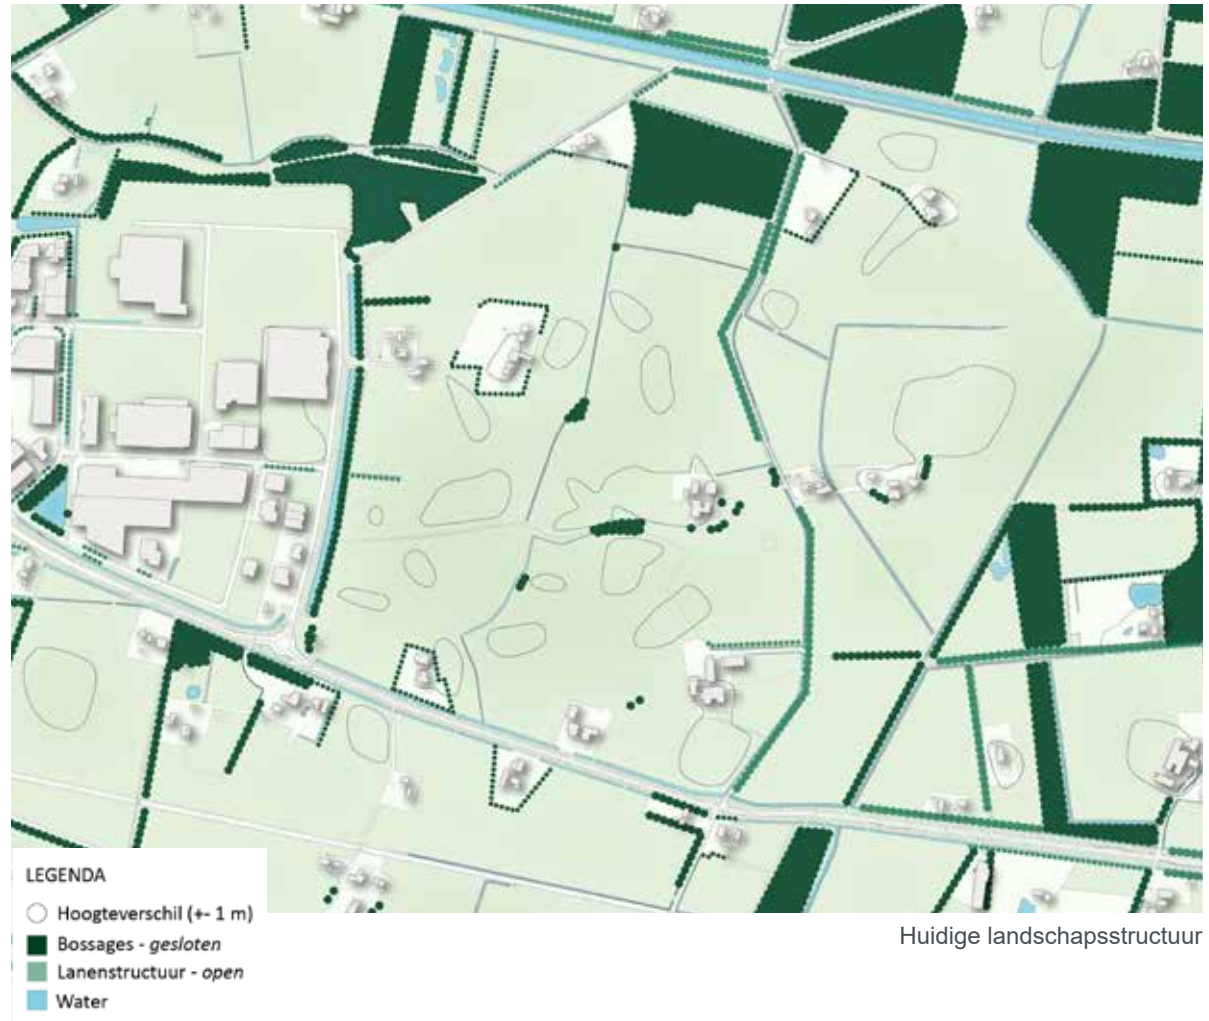 Huidige landschapsstructuur
LEGENDA
Hoogteverschil (+- 1 m)
Bossages - gesloten
Lanenstructuur - open
Water